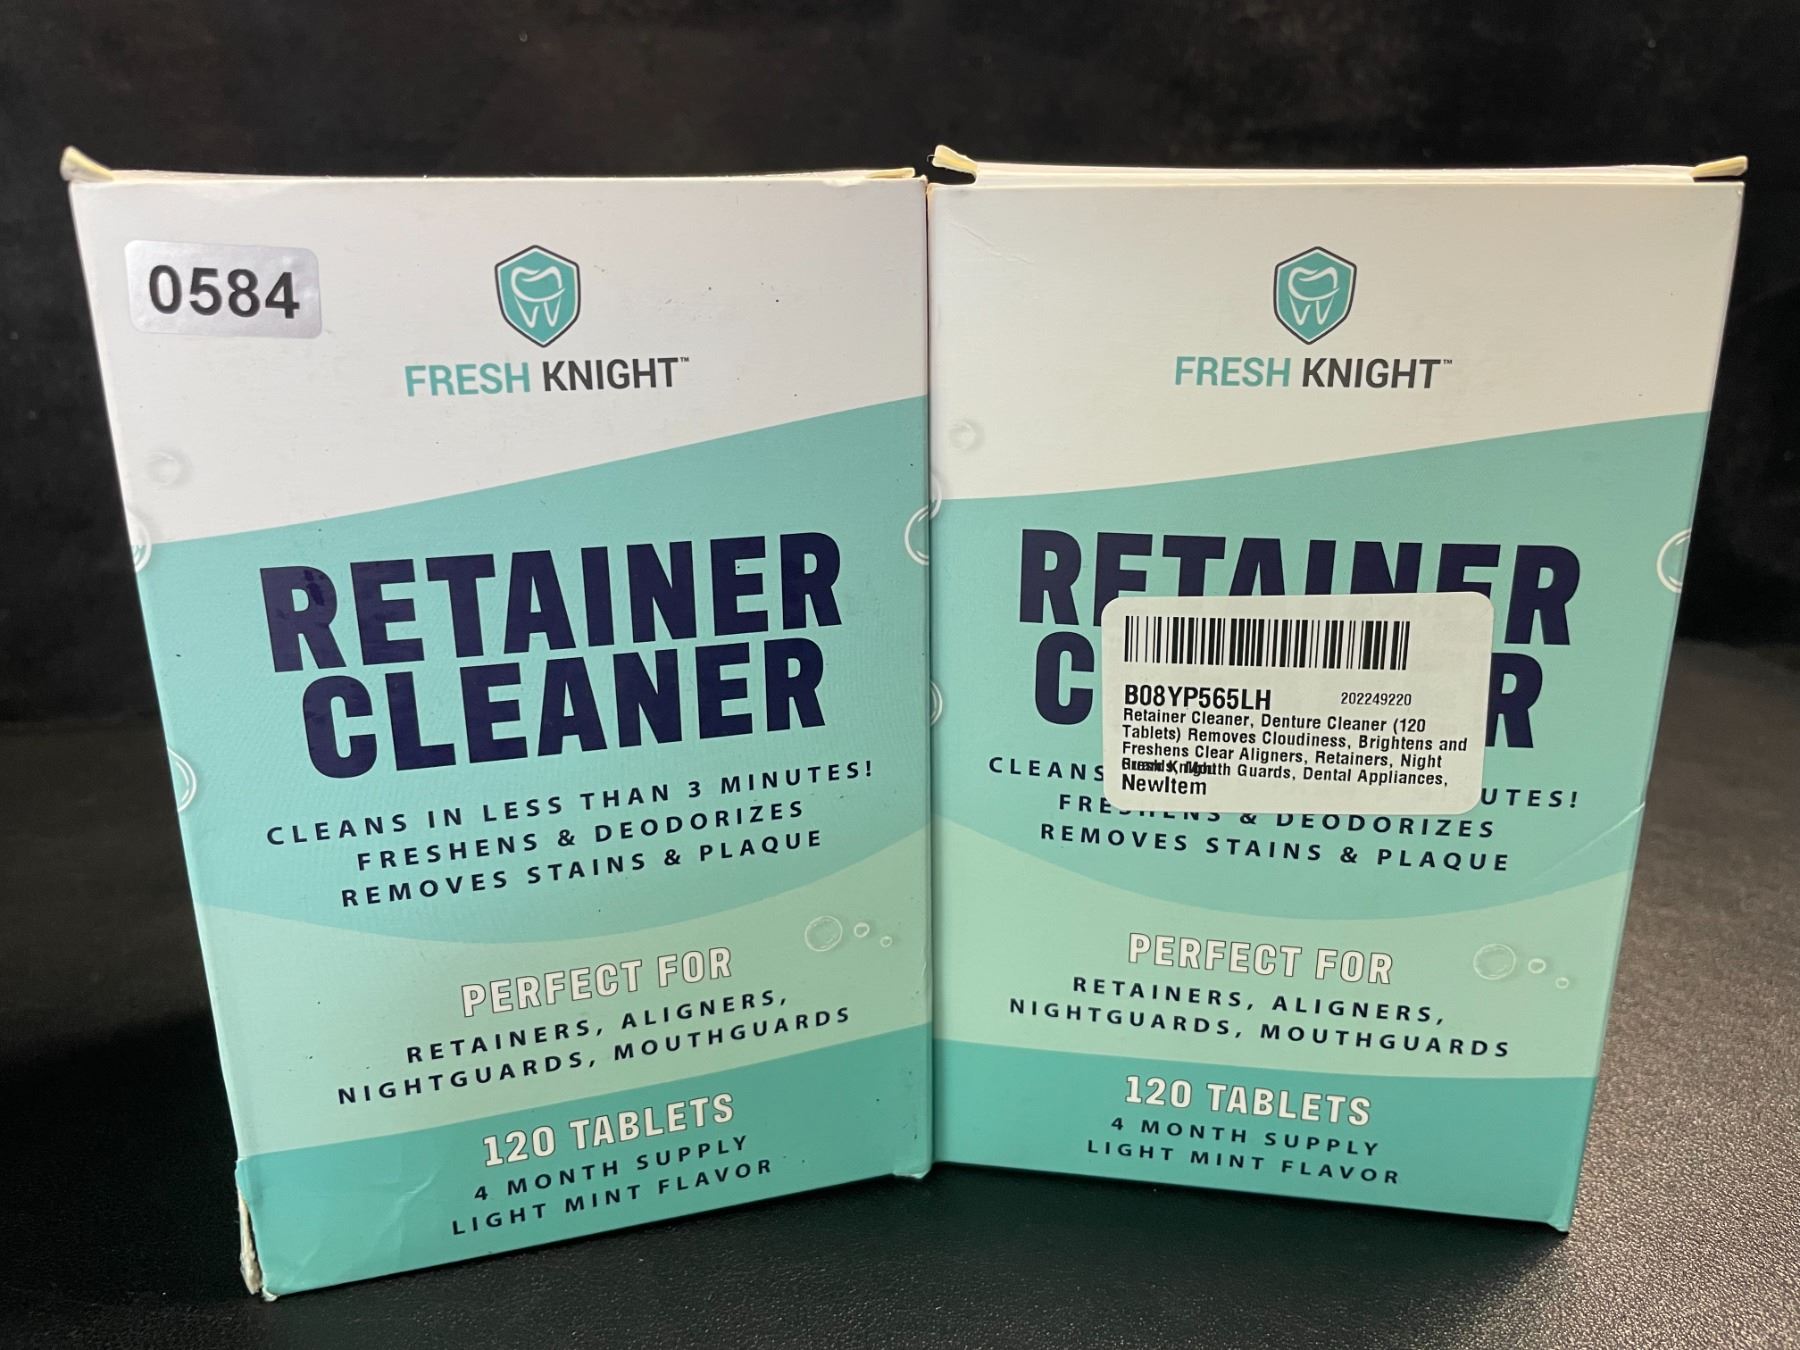 0584
FRESH KNIGHT™
RETAINER
CLEANER
CLEANS IN LESS THAN 3 MINUTES!
FRESHENS & DEODORIZES
REMOVES STAINS & PLAQUE
PERFECT FOR
RETAINERS, ALIGNERS,
NIGHTGUARDS, MOUTHGUARDS
120 TABLETS
4 MONTH SUPPLY
LIGHT MINT FLAVOR
FRESH KNIGHT™
RETAINER
C R
B08YP565LH 202249220
Retainer Cleaner, Denture Cleaner (120
Tablets) Removes Cloudiness, Brightens and
Freshens Clear Aligners, Retainers, Night
Guards, Mouth Guards, Dental Appliances,
NewItem
CLEANS UTES!
FRESHENS & DEODORIZES
REMOVES STAINS & PLAQUE
PERFECT FOR
RETAINERS, ALIGNERS,
NIGHTGUARDS, MOUTHGUARDS
120 TABLETS
4 MONTH SUPPLY
LIGHT MINT FLAVOR